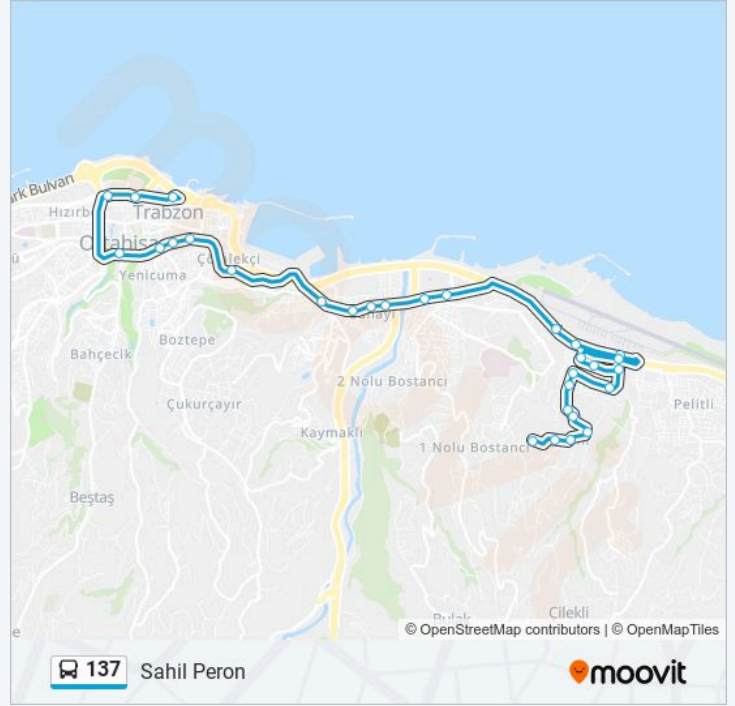 rk Bulvarı
Hızırb
Trabzon
Ortahisar
Çömlekçi
ü
Yenicuma
Sanayi
Boztepe
Bahçecik
2 Nolu Bostancı
Pelitli
Çukurçayır
Kaymaklı
1 Nolu Bostancı
Beştaş
Çilekli
Bulak
e
© OpenStreetMap contributors | © OpenMapTiles
137 Sahil Peron
moovit